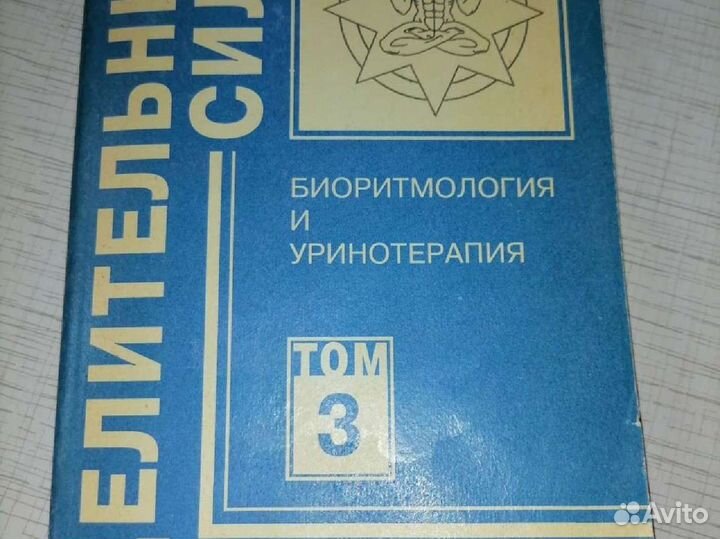 ЕЛИТЕЛЬН
СИЛ
БИОРИТМОЛОГИЯ
И
УРИНОТЕРАПИЯ
ТОМ
3
Avito